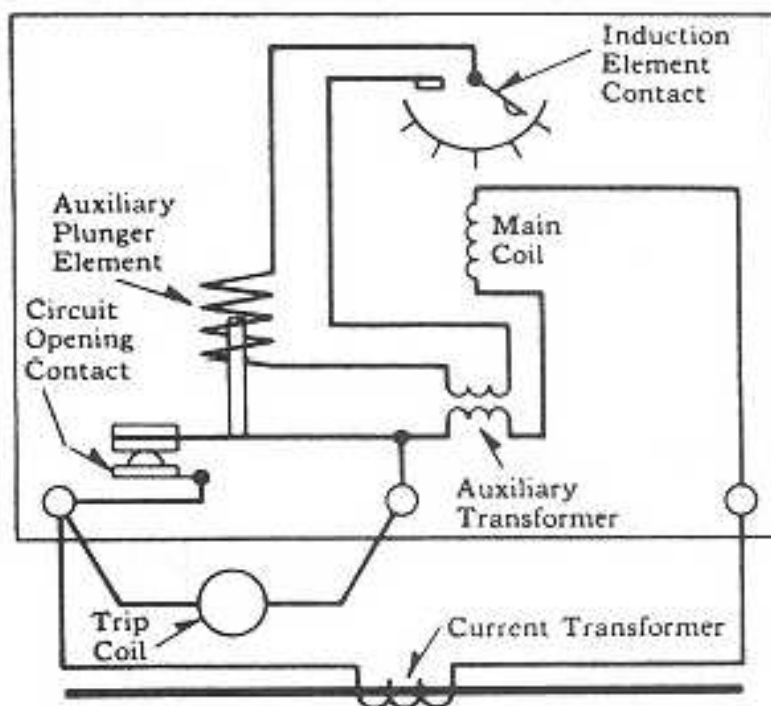 Induction
Element
Contact
Auxiliary
Plunger
Element
Main
Coil
Circuit
Opening
Contact
Auxiliary
Transformer
Trip
Coil
Current Transformer